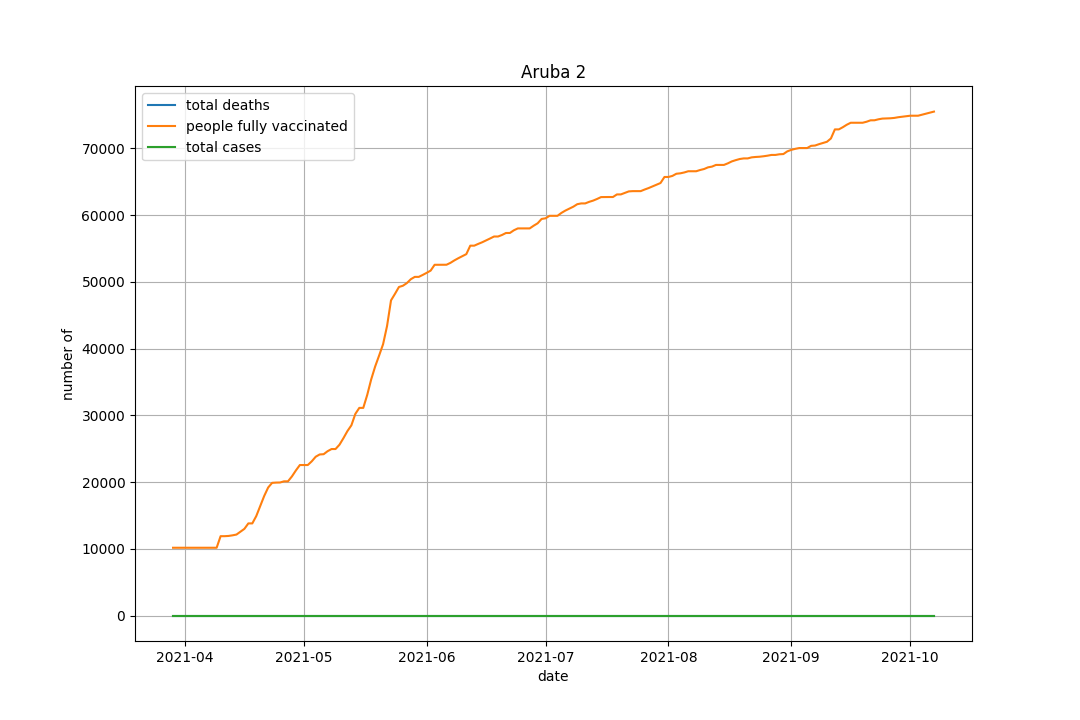 Aruba 2
total deaths
people fully vaccinated
total cases
number of
70000
60000
50000
40000
30000
20000
10000
0
2021-04 2021-05 2021-06 2021-07 2021-08 2021-09 2021-10
date